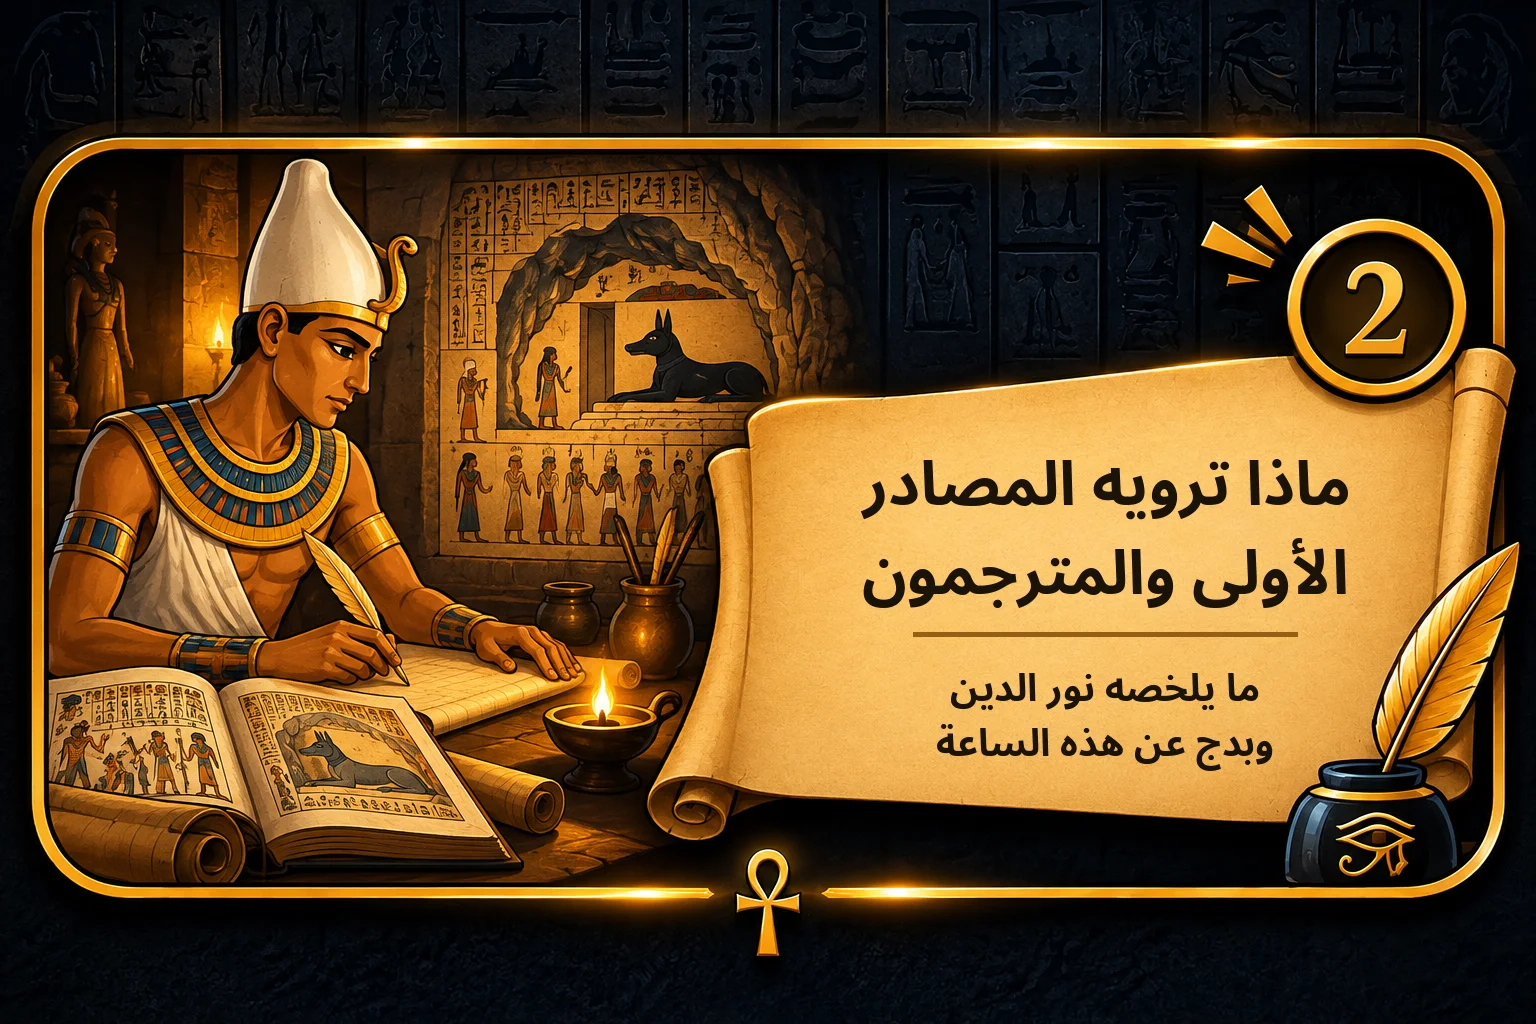 2
ماذا ترويه المصادر
الأولى والمترجمون
ما يلخصه نور الدين
وبدج عن هذه الساعة